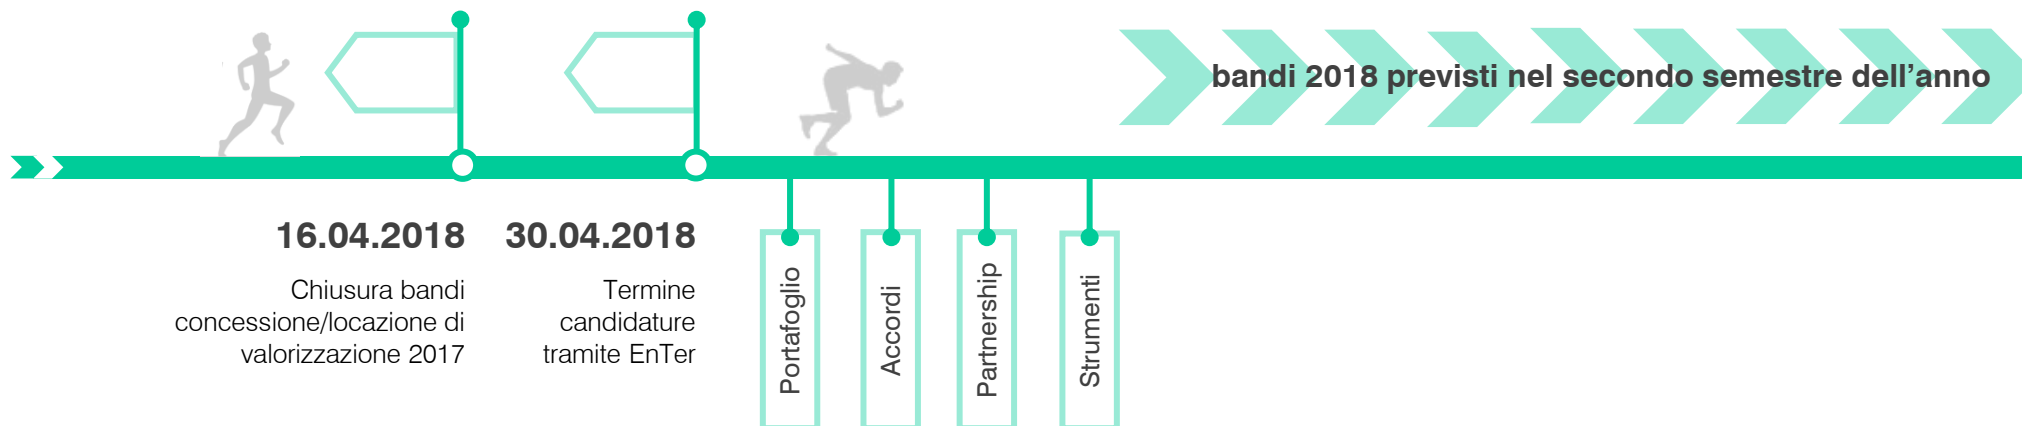 bandi 2018 previsti nel secondo semestre dell’anno
16.04.2018
Chiusura bandi
concessione/locazione di
valorizzazione 2017
30.04.2018
Termine
candidature
tramite EnTer
Portafoglio
Accordi
Partnership
Strumenti